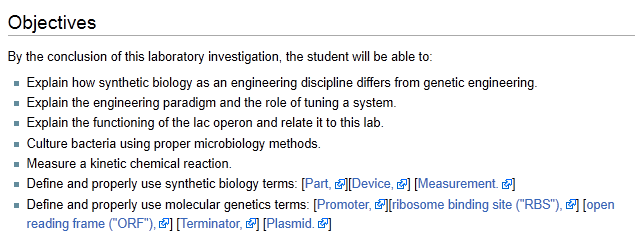 Objectives
By the conclusion of this laboratory investigation, the student will be able to:
Explain how synthetic biology as an engineering discipline differs from genetic engineering.
Explain the engineering paradigm and the role of tuning a system.
Explain the functioning of the lac operon and relate it to this lab.
Culture bacteria using proper microbiology methods.
Measure a kinetic chemical reaction.
Define and properly use synthetic biology terms: [Part, ][Device, ] [Measurement. ]
Define and properly use molecular genetics terms: [Promoter, ][ribosome binding site ("RBS"), ] [open
reading frame ("ORF"), ] [Terminator, ] [Plasmid. ]